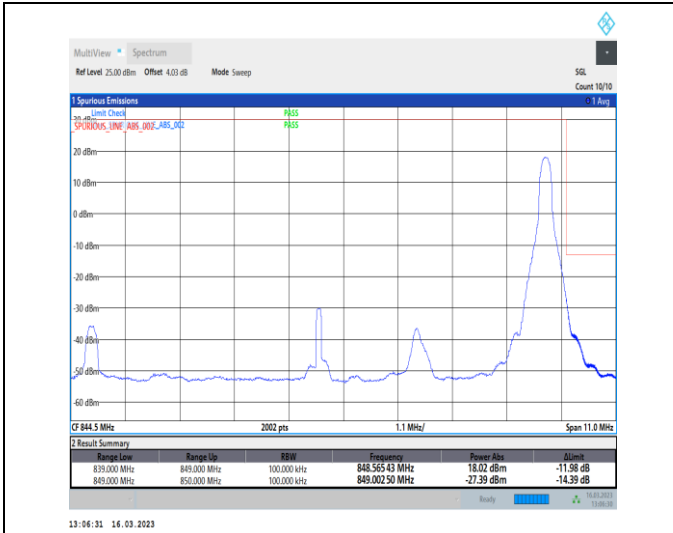 MultiView Spectrum
Ref Level 25.00 dBm Offset 4.03 dB Mode Sweep SGL
Count 10/10
1 Spurious Emissions 1 Avg
Limit Check PASS
SPURIOUS_LINE_ABS_002 _ABS_002 PASS
20 dBm
10 dBm
0 dBm
-10 dBm
-20 dBm
-30 dBm
-40 dBm
-50 dBm
-60 dBm
CF 844.5 MHz 2002 pts 1.1 MHz/ Span 11.0 MHz
2 Result Summary
Range Low Range Up RBW Frequency Power Abs ΔLimit
839.000 MHz 849.000 MHz 100.000 kHz 848.56543 MHz 18.02 dBm -11.98 dB
849.000 MHz 850.000 MHz 100.000 kHz 849.00250 MHz -27.39 dBm -14.39 dB
Ready 16.03.2023
13:06:30
13:06:31 16.03.2023